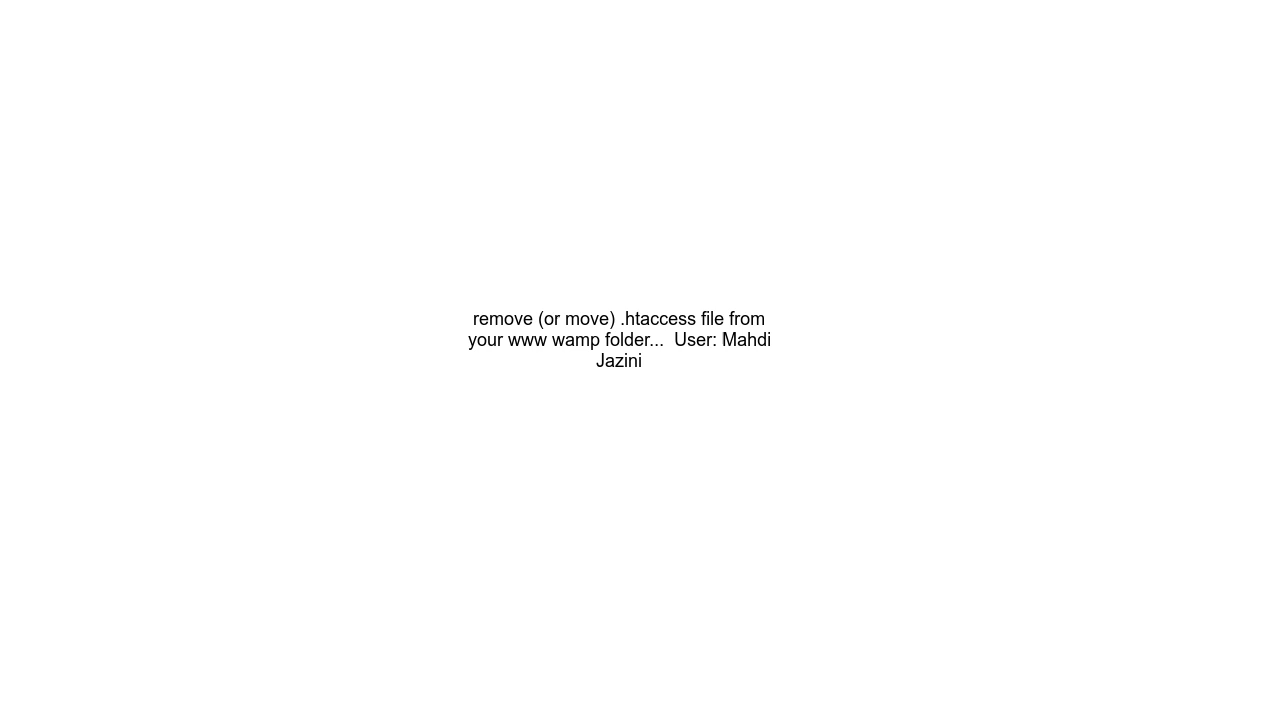 remove (or move) .htaccess file from
your www wamp folder...  User: Mahdi
Jazini